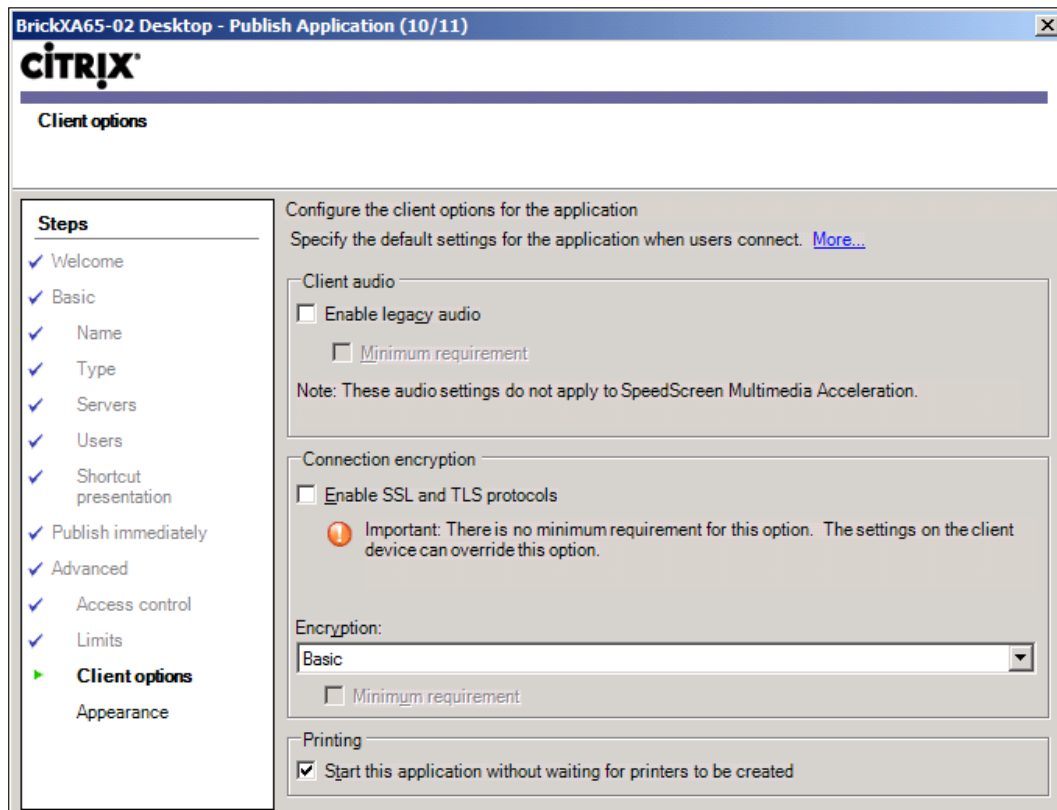 BrickXA65-02 Desktop - Publish Application (10/11)
CITRIX
Client options
Steps
Welcome
Basic
Name
Type
Servers
Users
Shortcut
presentation
Publish immediately
Advanced
Access control
Limits
Client options
Appearance
Configure the client options for the application
Specify the default settings for the application when users connect. More...
Client audio
Enable legacy audio
Minimum requirement
Note: These audio settings do not apply to SpeedScreen Multimedia Acceleration.
Connection encryption
Enable SSL and TLS protocols
Important: There is no minimum requirement for this option. The settings on the client
device can override this option.
Encryption:
Basic
Minimum requirement
Printing
Start this application without waiting for printers to be created